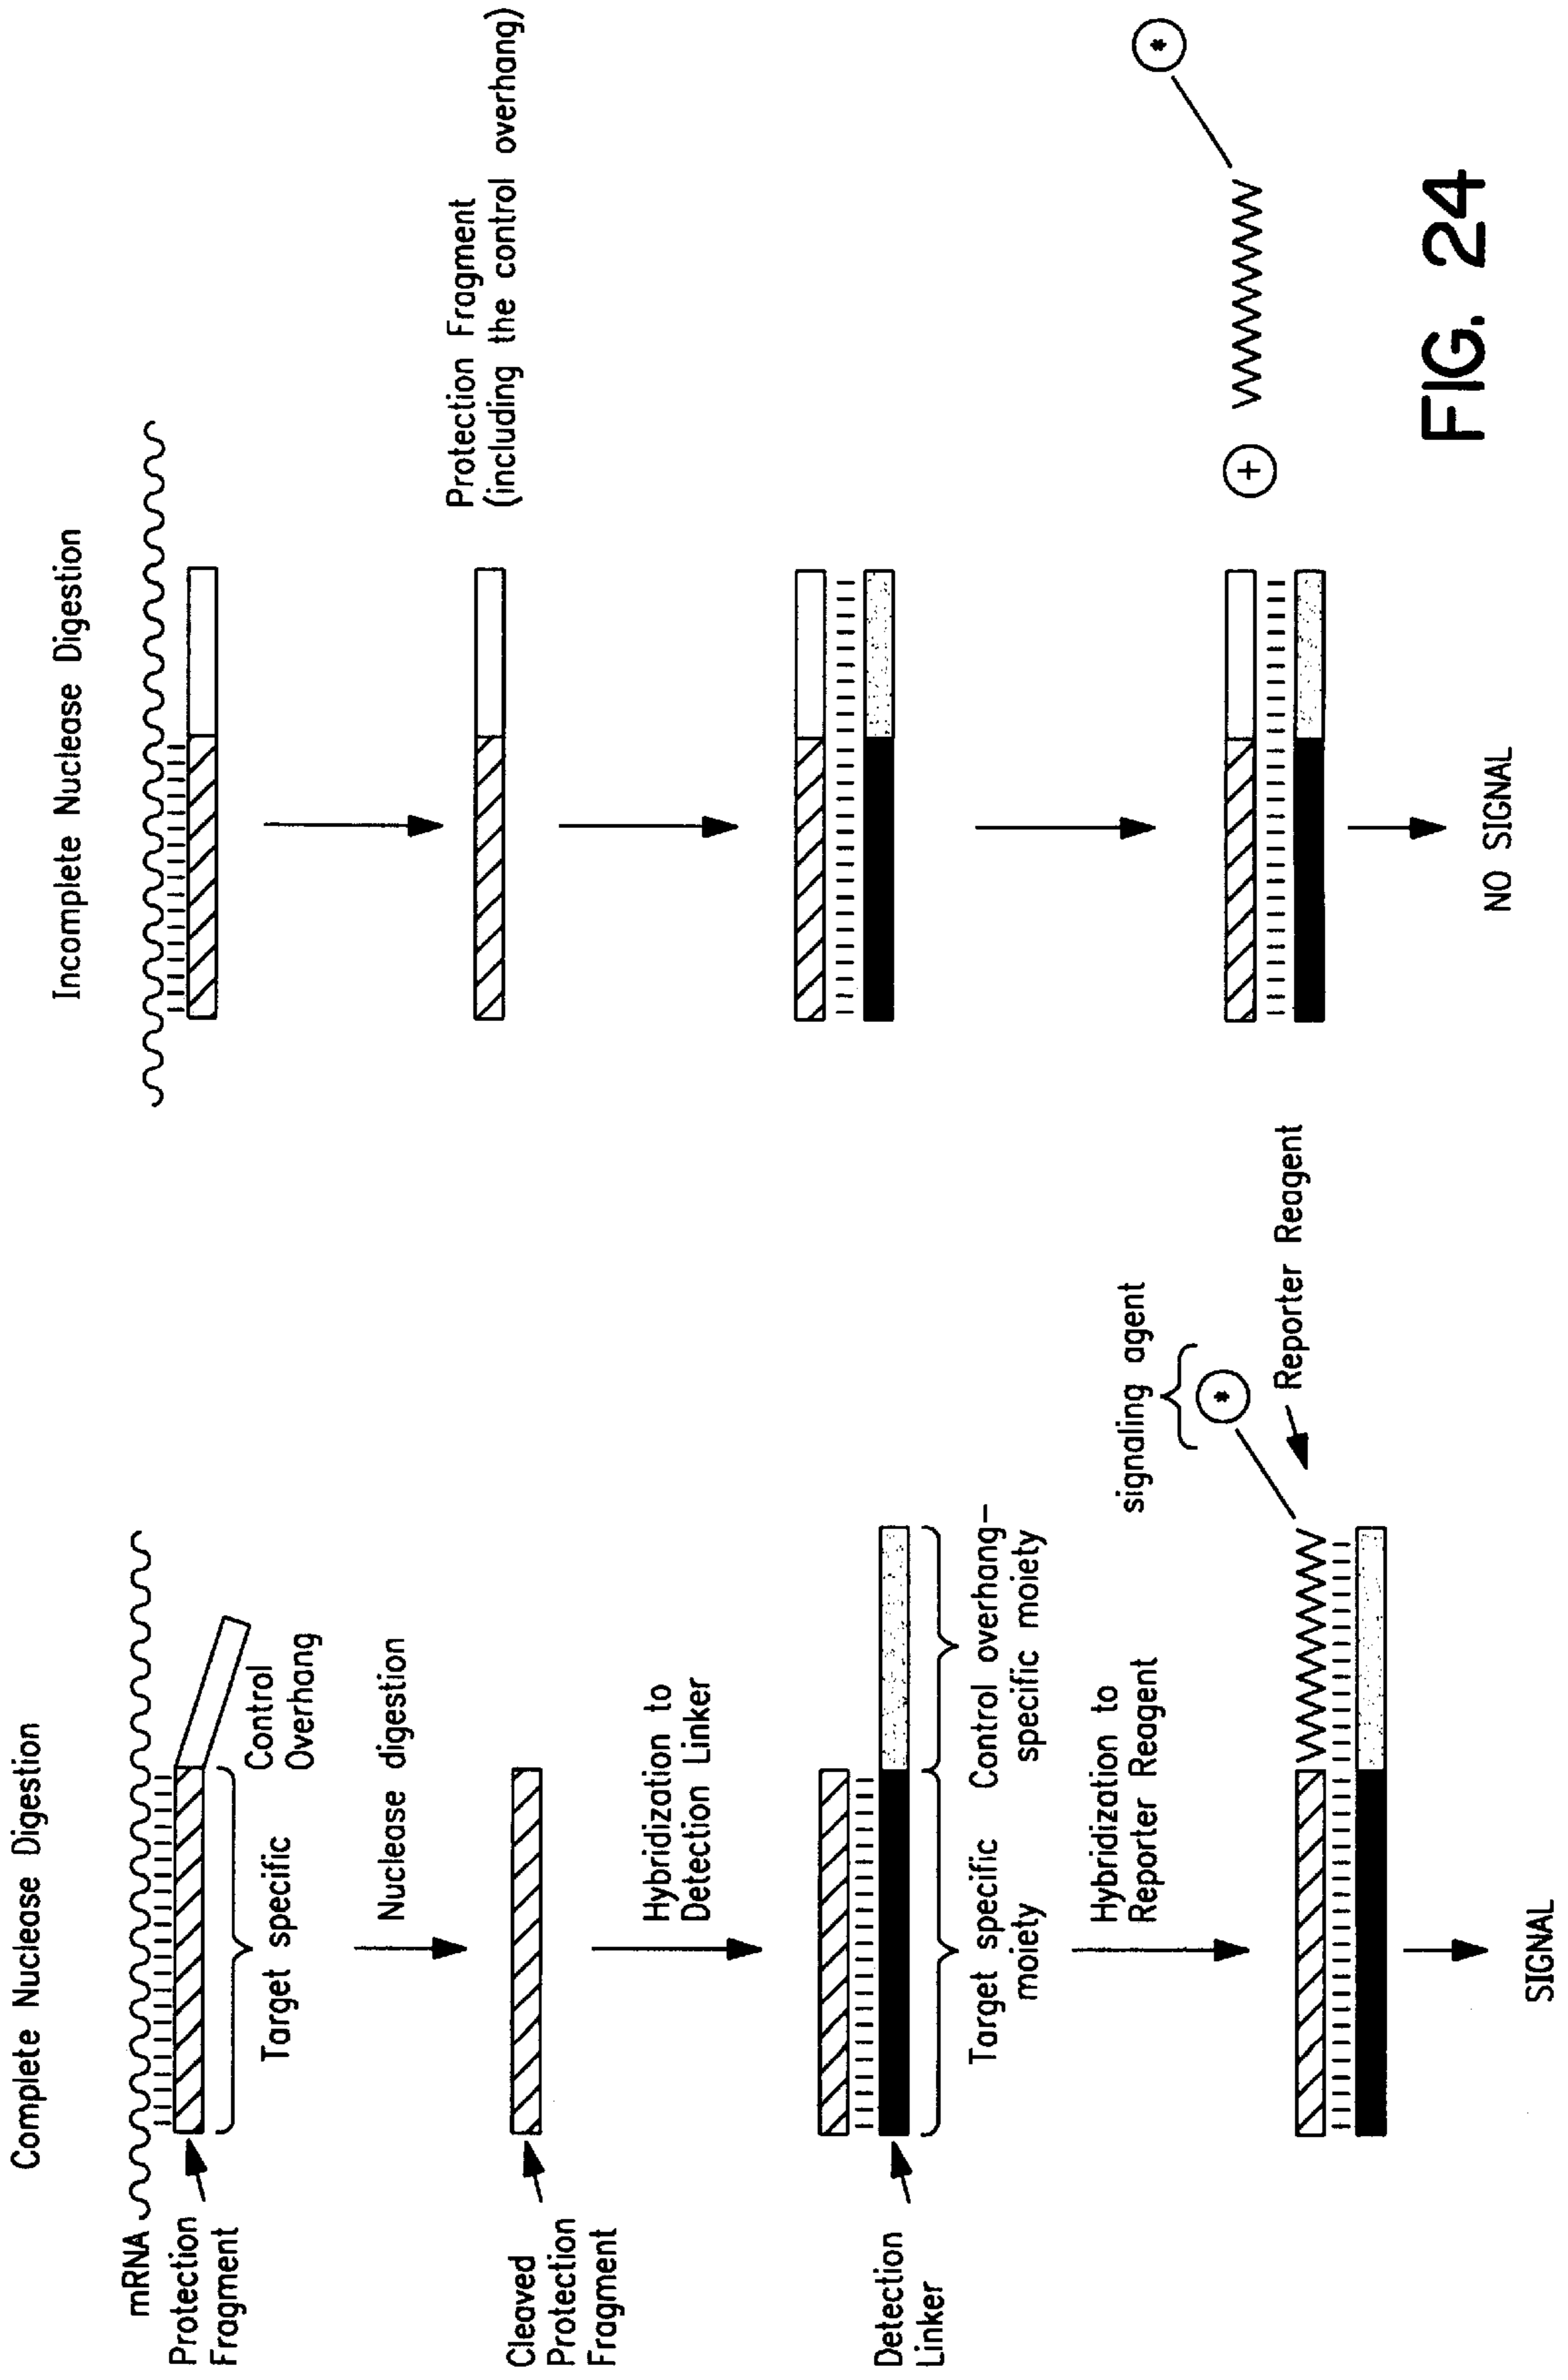 Complete Nuclease Digestion
mRNA
Protection
Fragment
Target specific
Control
Overhang
Nuclease digestion
Cleaved
Protection
Fragment
Hybridization to
Detection Linker
Detection
Linker
Target specific
moiety
Control overhang-
specific moiety
Hybridization to
Reporter Reagent
signaling agent
*
Reporter Reagent
SIGNAL
Incomplete Nuclease Digestion
Protection Fragment
(including the control overhang)
+
*
NO SIGNAL
FIG. 24